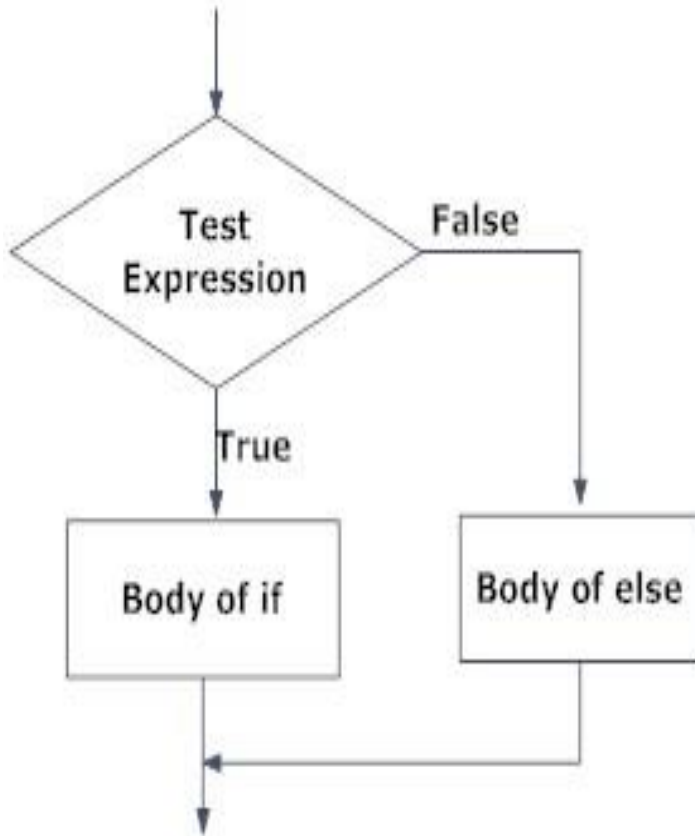 Test
Expression
False
True
Body of if
Body of else